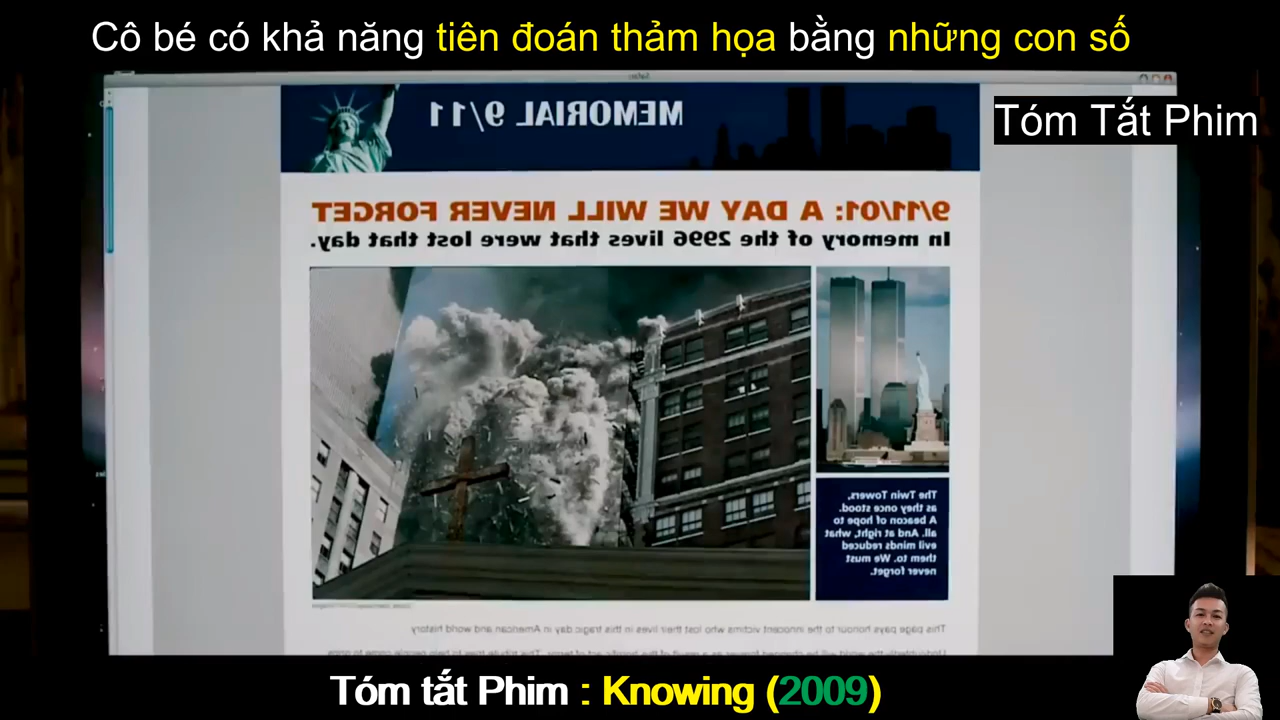 Cô bé có khả năng tiên đoán thảm họa bằng những con số
Tóm Tắt Phim
MEMORIAL 9/11
9/11/01: A DAY WE WILL NEVER FORGET
In memory of the 2996 lives that were lost that day.
The Twin Towers,
as they once stood.
A beacon of hope to
all. And at right, what
evil minds reduced
them to. We must
never forget.
This page pays honour to the innocent victims who lost their lives in this tragic day in American and world history
Tóm tắt Phim : Knowing (2009)